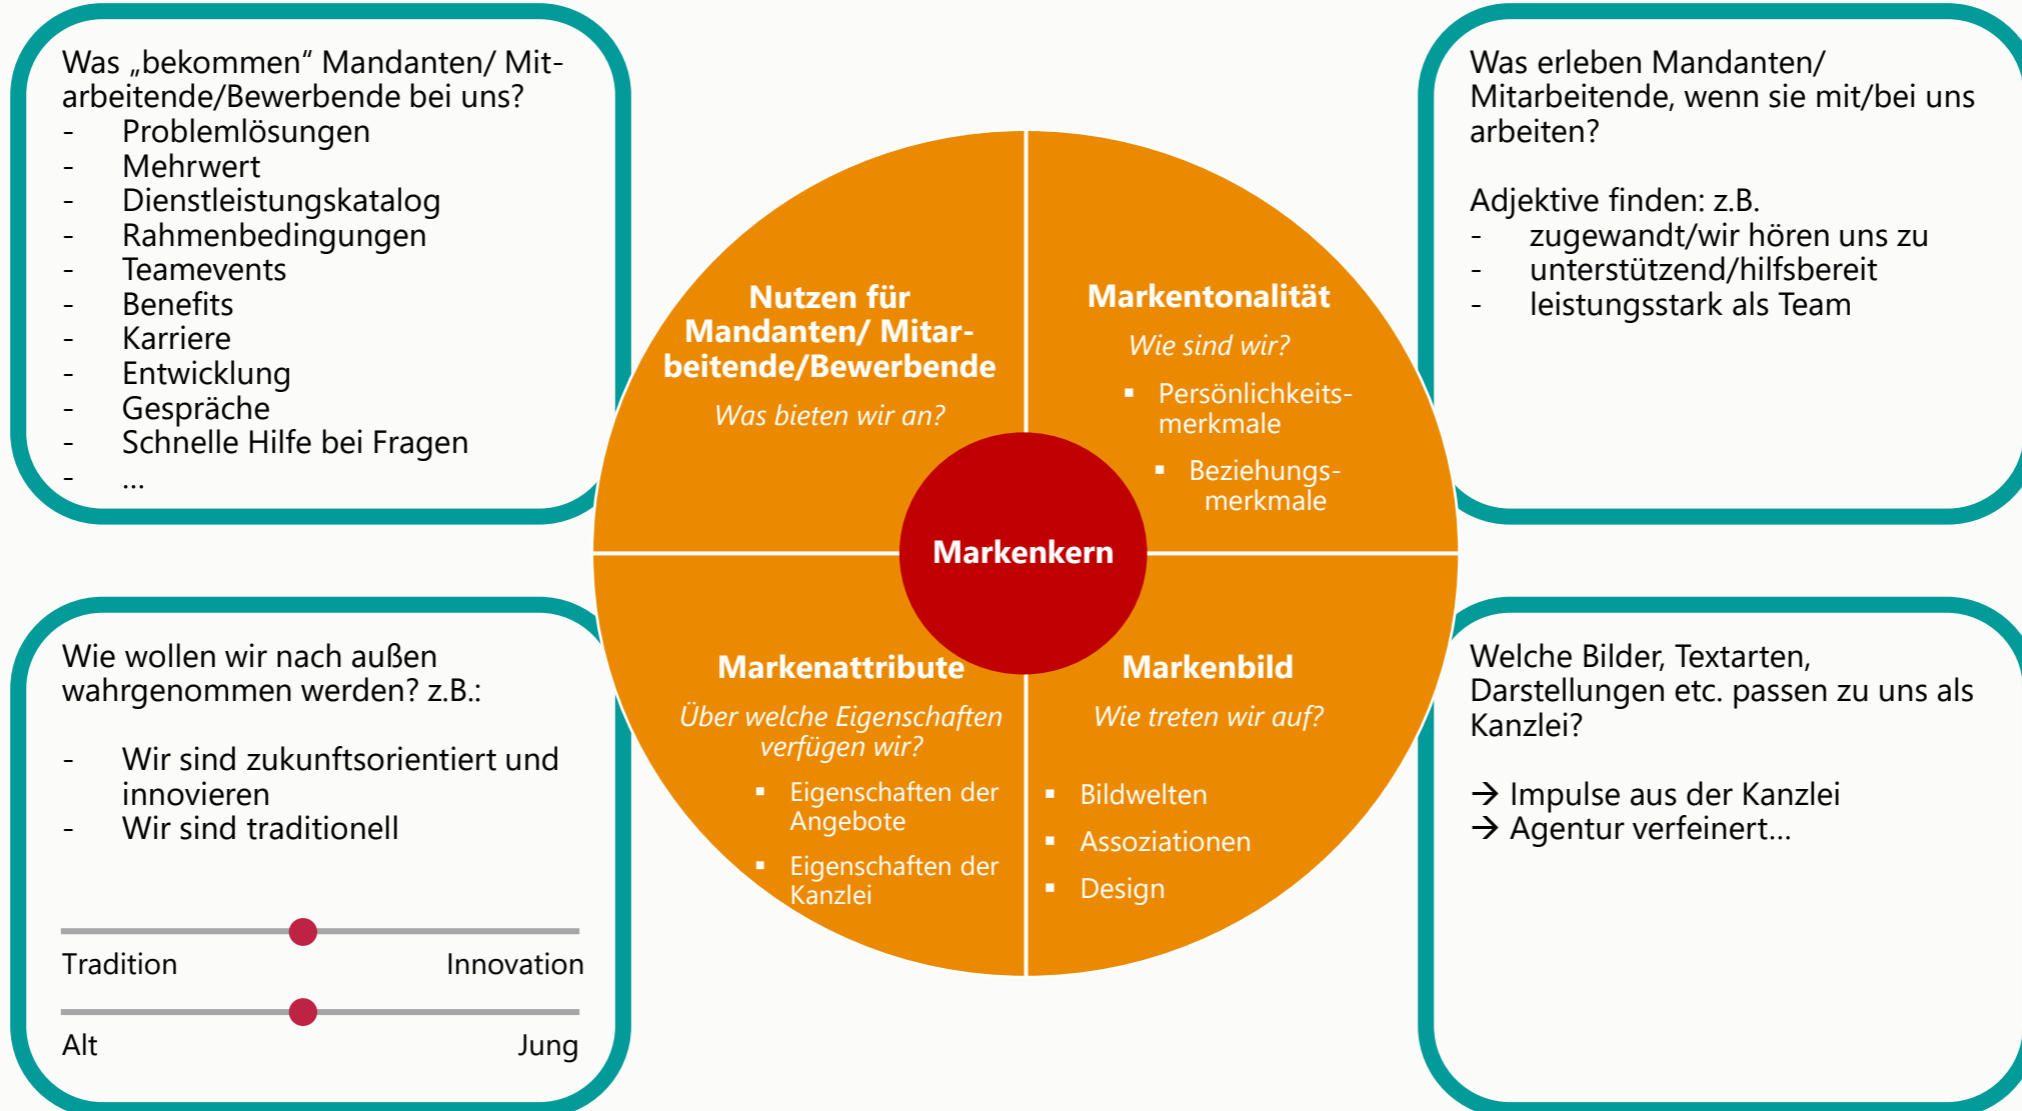 Was „bekommen“ Mandanten/ Mit-
arbeitende/Bewerbende bei uns?
- Problemlösungen
- Mehrwert
- Dienstleistungskatalog
- Rahmenbedingungen
- Teamevents
- Benefits
- Karriere
- Entwicklung
- Gespräche
- Schnelle Hilfe bei Fragen
- ...
Was erleben Mandanten/
Mitarbeitende, wenn sie mit/bei uns
arbeiten?
Adjektive finden: z.B.
- zugewandt/wir hören uns zu
- unterstützend/hilfsbereit
- leistungsstark als Team
Nutzen für
Mandanten/ Mitar-
beitende/Bewerbende
Was bieten wir an?
Markentonalität
Wie sind wir?
▪ Persönlichkeits-
merkmale
▪ Beziehungs-
merkmale
Markenkern
Markenattribute
Über welche Eigenschaften
verfügen wir?
▪ Eigenschaften der
Angebote
▪ Eigenschaften der
Kanzlei
Markenbild
Wie treten wir auf?
▪ Bildwelten
▪ Assoziationen
▪ Design
Wie wollen wir nach außen
wahrgenommen werden? z.B.:
- Wir sind zukunftsorientiert und
innovieren
- Wir sind traditionell
Tradition Innovation
Alt Jung
Welche Bilder, Textarten,
Darstellungen etc. passen zu uns als
Kanzlei?
→ Impulse aus der Kanzlei
→ Agentur verfeinert...